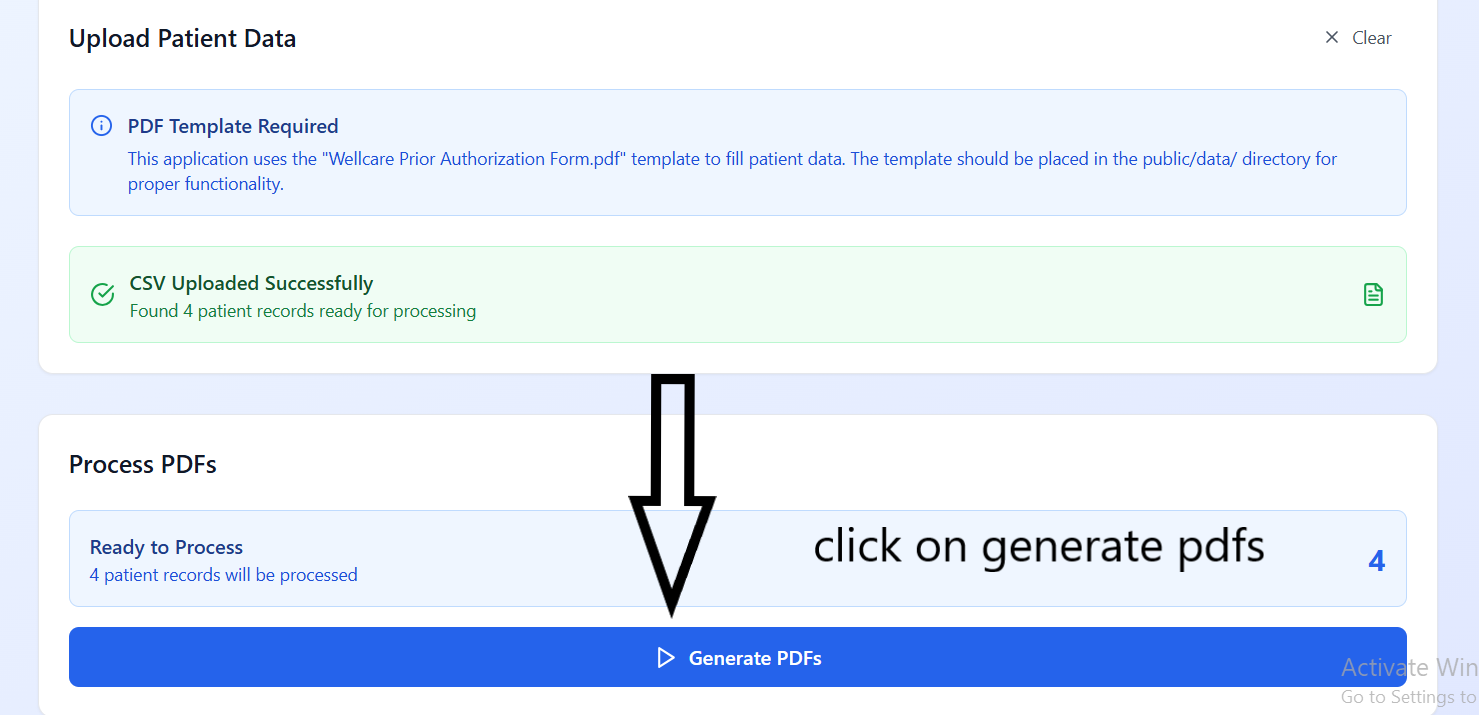 Upload Patient Data
Clear
PDF Template Required
This application uses the "Wellcare Prior Authorization Form.pdf" template to fill patient data. The template should be placed in the public/data/ directory for
proper functionality.
CSV Uploaded Successfully
Found 4 patient records ready for processing
Process PDFs
Ready to Process
4 patient records will be processed
click on generate pdfs
4
Generate PDFs
Activate Win
Go to Settings to